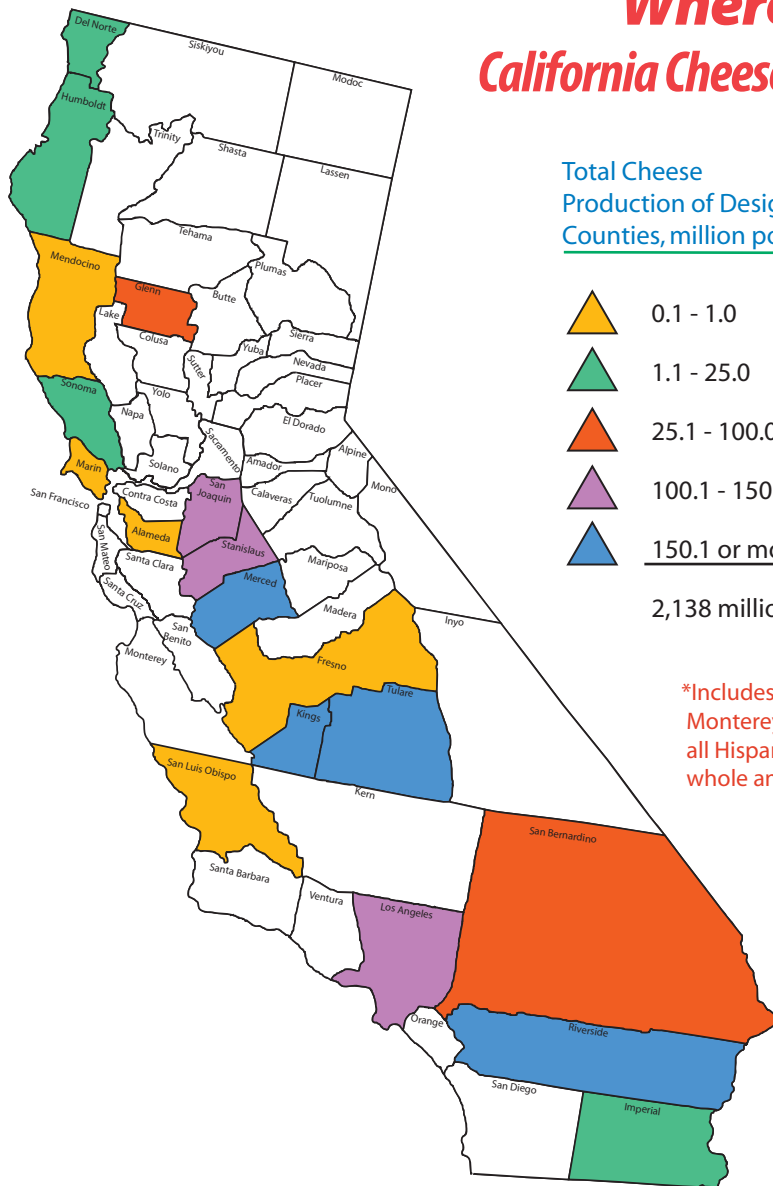 Where
California Cheese
Total Cheese
Production of Desig
Counties, million po
0.1 - 1.0
1.1 - 25.0
25.1 - 100.0
100.1 - 150.
150.1 or mo
2,138 millio
*Includes
Monterey
all Hispan
whole an
Del Norte
Siskiyou
Modoc
Humboldt
Trinity
Shasta
Lassen
Tehama
Plumas
Mendocino
Glenn
Butte
Lake
Colusa
Sierra
Yuba
Sutter
Nevada
Placer
Sonoma
Yolo
Napa
El Dorado
Sacramento
Solano
Amador
Alpine
Marin
Mono
San Francisco
Contra Costa
San
Joaquin
Calaveras
Tuolumne
Alameda
San Mateo
Stanislaus
Santa Clara
Mariposa
Merced
Santa Cruz
Madera
San
Benito
Inyo
Monterey
Fresno
Tulare
Kings
San Luis Obispo
Kern
San Bernardino
Santa Barbara
Ventura
Los Angeles
Orange
Riverside
San Diego
Imperial